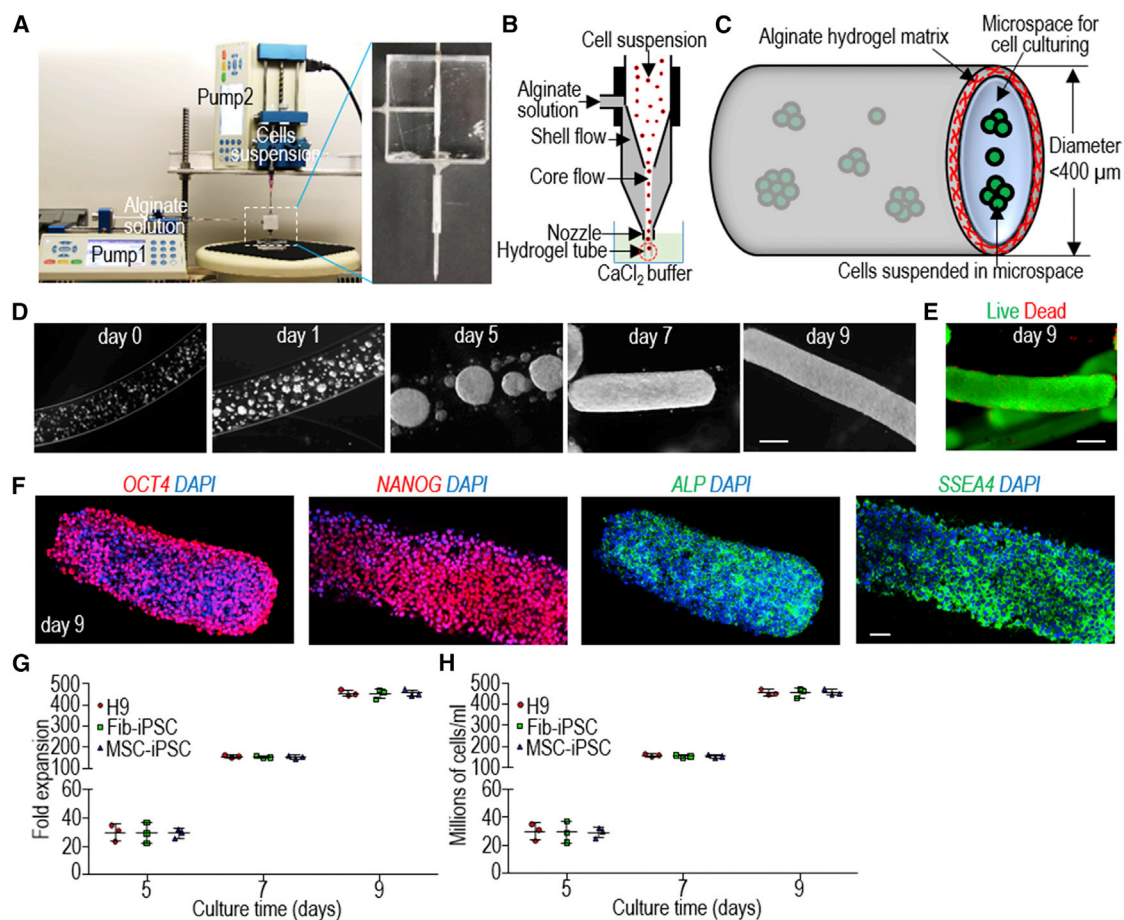 A
Pump2
Cells
suspension
Alginate
solution
Pump1
B
Cell suspension
Alginate
solution
Shell flow
Core flow
Nozzle
Hydrogel tube
CaCl₂ buffer
C
Alginate hydrogel matrix
Microspace for
cell culturing
Diameter
<400 µm
Cells suspended in microspace
D
day 0
day 1
day 5
day 7
day 9
E
Live Dead
day 9
F
OCT4 DAPI
day 9
NANOG DAPI
ALP DAPI
SSEA4 DAPI
G
Fold expansion
500
400
300
200
100
60
40
20
0
H9
Fib-iPSC
MSC-iPSC
5
7
9
Culture time (days)
H
Millions of cells/ml
500
400
300
200
100
60
40
20
0
H9
Fib-iPSC
MSC-iPSC
5
7
9
Culture time (days)